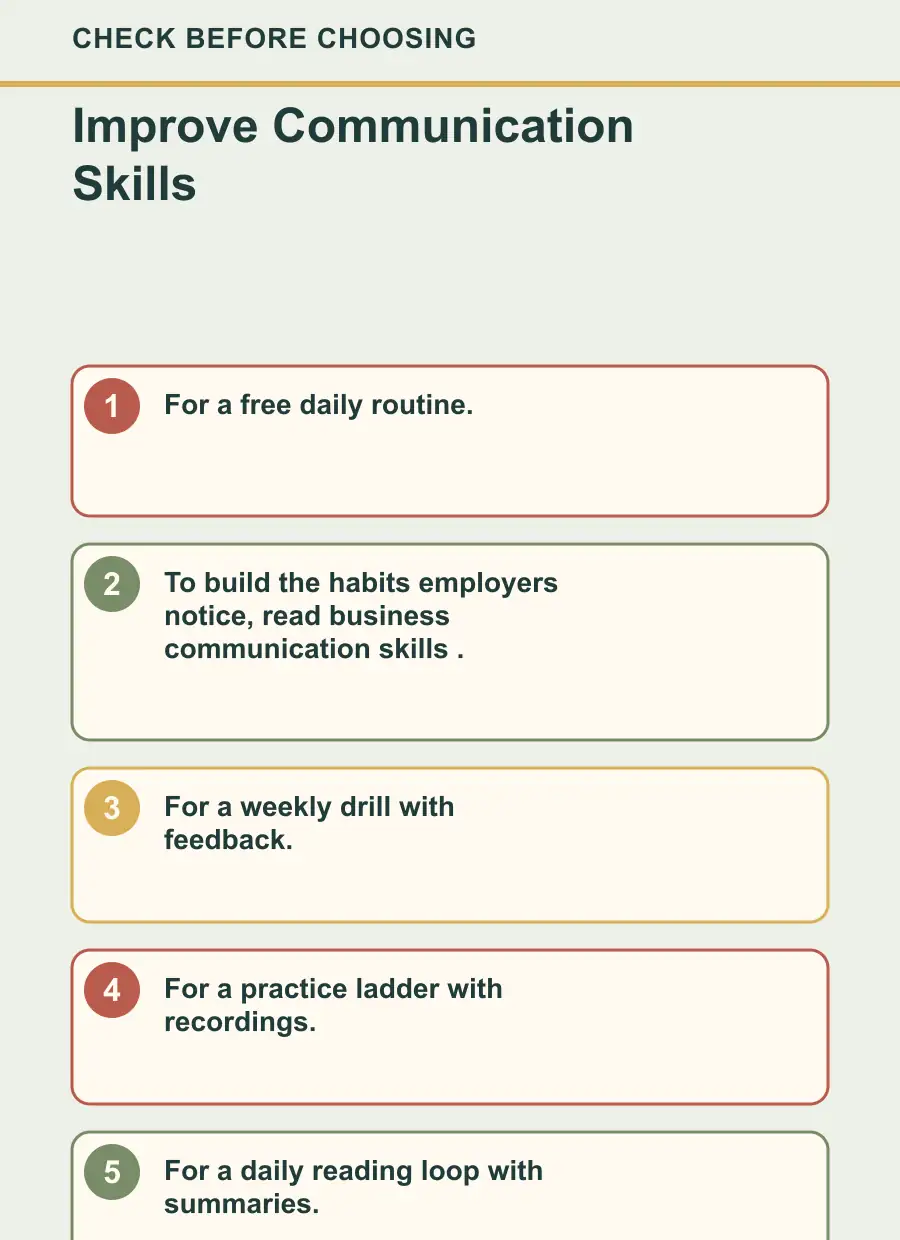 CHECK BEFORE CHOOSING
Improve Communication
Skills
1
For a free daily routine.
2
To build the habits employers
notice, read business
communication skills .
3
For a weekly drill with
feedback.
4
For a practice ladder with
recordings.
5
For a daily reading loop with
summaries.